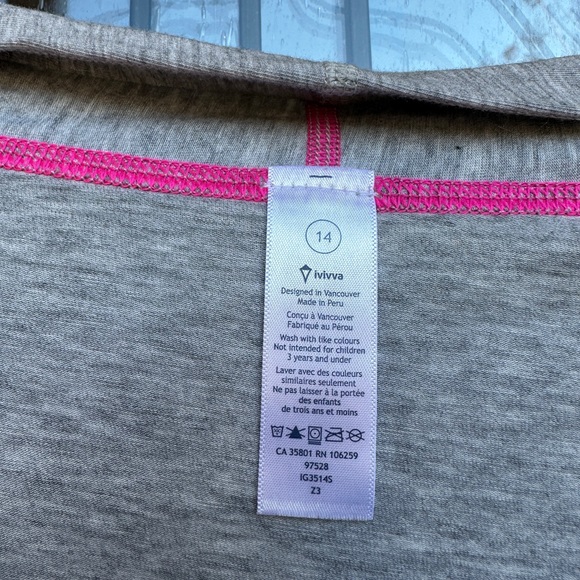 14
ivivva
Designed in Vancouver
Made in Peru
Conçu à Vancouver
Fabriqué au Pérou
Wash with like colours
Not intended for children
3 years and under
Laver avec des couleurs
similaires seulement
Ne pas laisser à la portée
des enfants
de trois ans et moins
CA 35801 RN 106259
97528
IG3514S
Z3